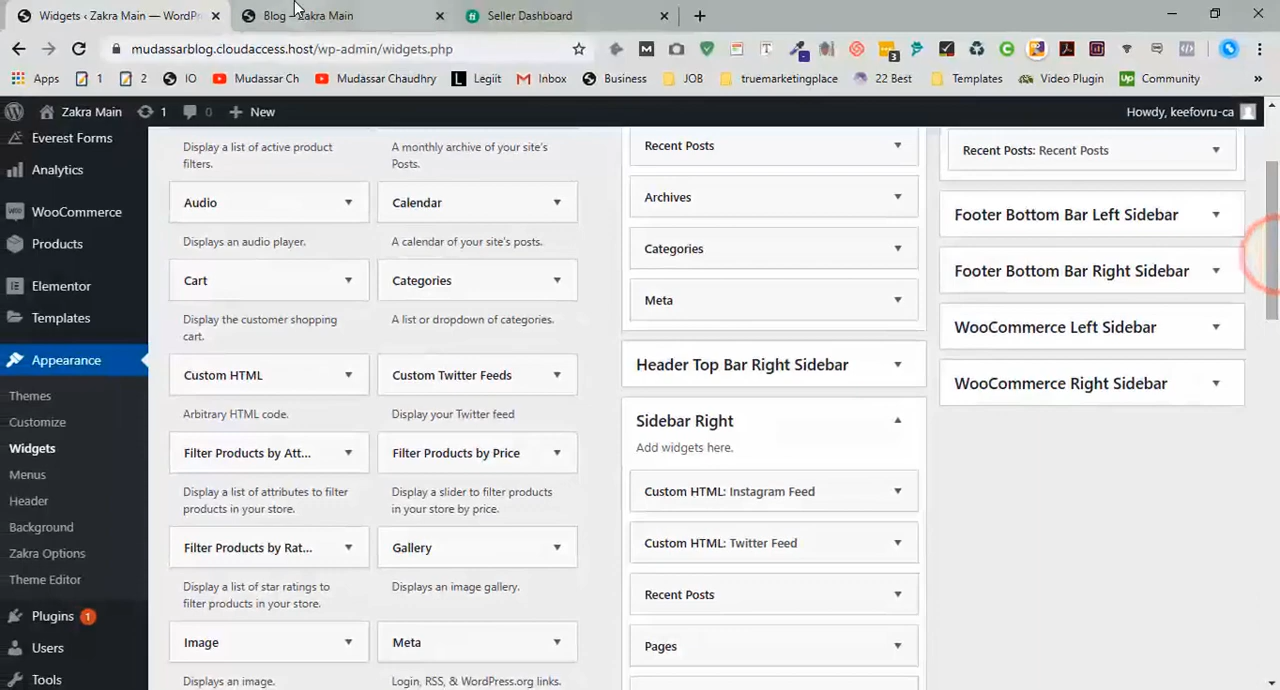 Widgets ‹ Zakra Main — WordPr
Blog – Zakra Main
Seller Dashboard
mudassarblog.cloudaccess.host/wp-admin/widgets.php
Apps
1
2
IO
Mudassar Ch
Mudassar Chaudhry
Legiit
Inbox
Business
JOB
truemarketplace
22 Best
Templates
Video Plugin
Community
Zakra Main
1
0
New
Howdy, keefovru-ca
Everest Forms
Analytics
WooCommerce
Products
Elementor
Templates
Appearance
Themes
Customize
Widgets
Menus
Header
Background
Zakra Options
Theme Editor
Plugins 1
Users
Tools
Display a list of active product
filters.
A monthly archive of your site's
Posts.
Audio
Calendar
Displays an audio player.
A calendar of your site's posts.
Cart
Categories
Display the customer shopping
cart.
A list or dropdown of categories.
Custom HTML
Custom Twitter Feeds
Arbitrary HTML code.
Display your Twitter feed
Filter Products by Att...
Filter Products by Price
Display a list of attributes to filter
products in your store.
Display a slider to filter products
in your store by price.
Filter Products by Rat...
Gallery
Display a list of star ratings to
filter products in your store.
Displays an image gallery.
Image
Meta
Displays an image.
Login, RSS, & WordPress.org links.
Recent Posts
Archives
Categories
Meta
Header Top Bar Right Sidebar
Sidebar Right
Add widgets here.
Custom HTML: Instagram Feed
Custom HTML: Twitter Feed
Recent Posts
Pages
Recent Posts: Recent Posts
Footer Bottom Bar Left Sidebar
Footer Bottom Bar Right Sidebar
WooCommerce Left Sidebar
WooCommerce Right Sidebar